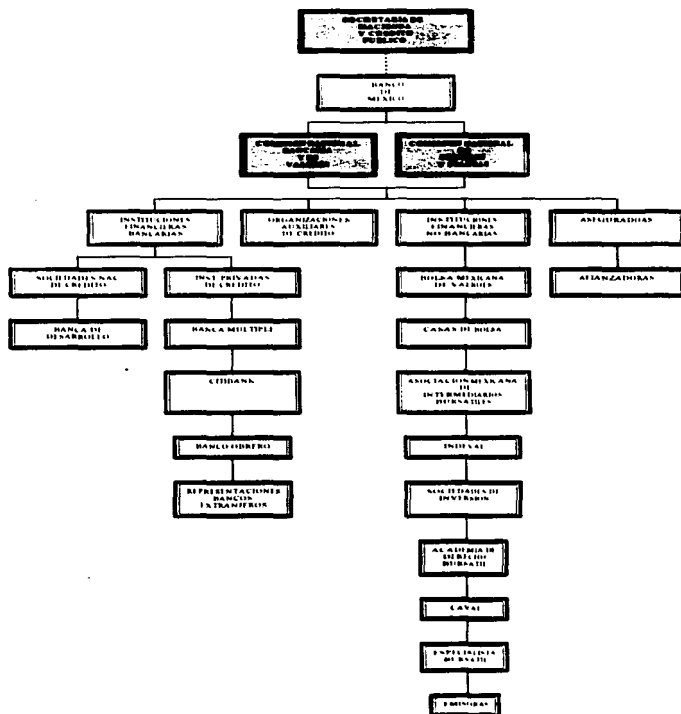 SECRETARIA DE
HACIENDA
Y CREDITO
PUBLICO
BANCO
DE
MEXICO
COMISION NACIONAL
BANCARIA
Y DE
VALORES
COMISION NACIONAL
DE
Y FIANZAS
INSTITUCIONES
FINANCIERAS
BANCARIAS
ORGANIZACIONES
AUXILIARES
DE CREDITO
INSTITUCIONES
FINANCIERAS
NO BANCARIAS
ASEGURADORAS
SOCIEDADES NAC.
DE CREDITO
INST. PRIVADAS
DE CREDITO
BOLSA MEXICANA
DE VALORES
AFIANZADORAS
BANCA DE
DESARROLLO
BANCA MULTIPLE
CASAS DE BOLSA
CITIBANK
ASOCIACION MEXICANA
DE
INTERMEDIARIOS
BURSATILES
BANCO OBRERO
INDEVAL
REPRESENTACIONES
BANCOS
EXTRANJEROS
SOCIEDADES DE
INVERSION
ACADEMIA DE
DERECHO
BURSATIL
CAVAL
ESPECIALISTA
BURSATIL
EMISORAS